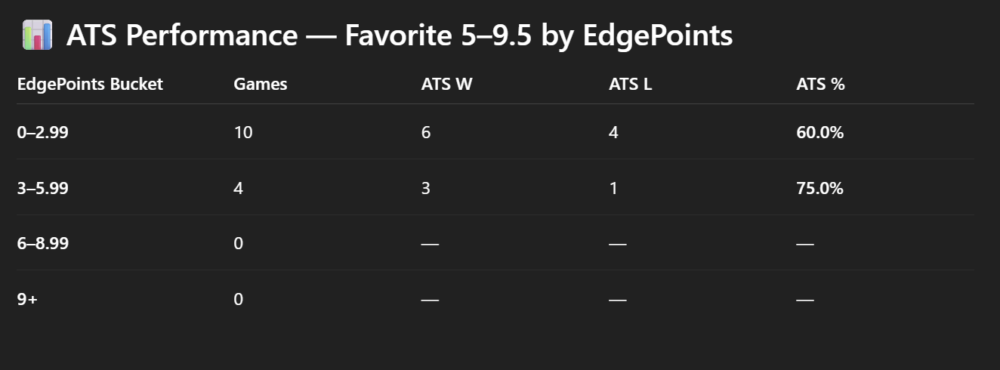 ATS Performance — Favorite 5–9.5 by EdgePoints
EdgePoints Bucket Games ATS W ATS L ATS %
0–2.99 10 6 4 60.0%
3–5.99 4 3 1 75.0%
6–8.99 0 — — —
9+ 0 — — —